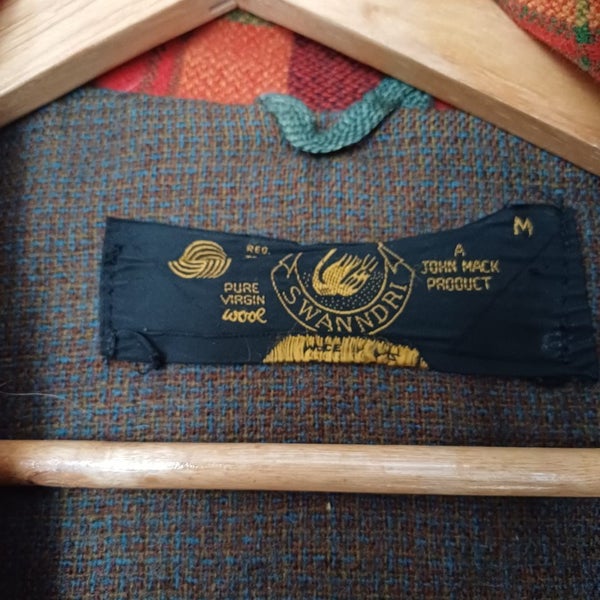 M
REG.
PURE
VIRGIN
wool
SWANNDRI
A
JOHN MACK
PRODUCT